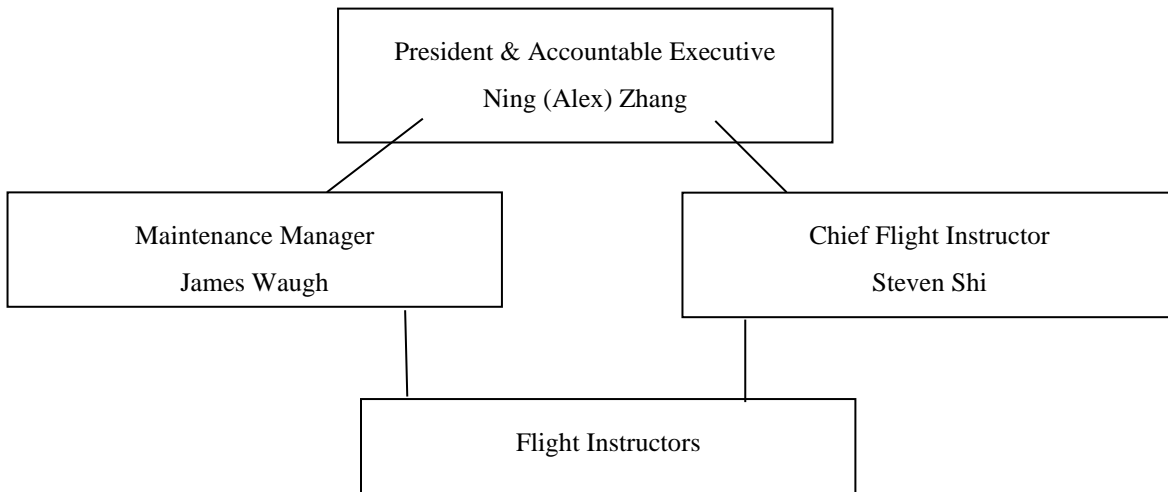 President & Accountable Executive
Ning (Alex) Zhang
Maintenance Manager
James Waugh
Chief Flight Instructor
Steven Shi
Flight Instructors